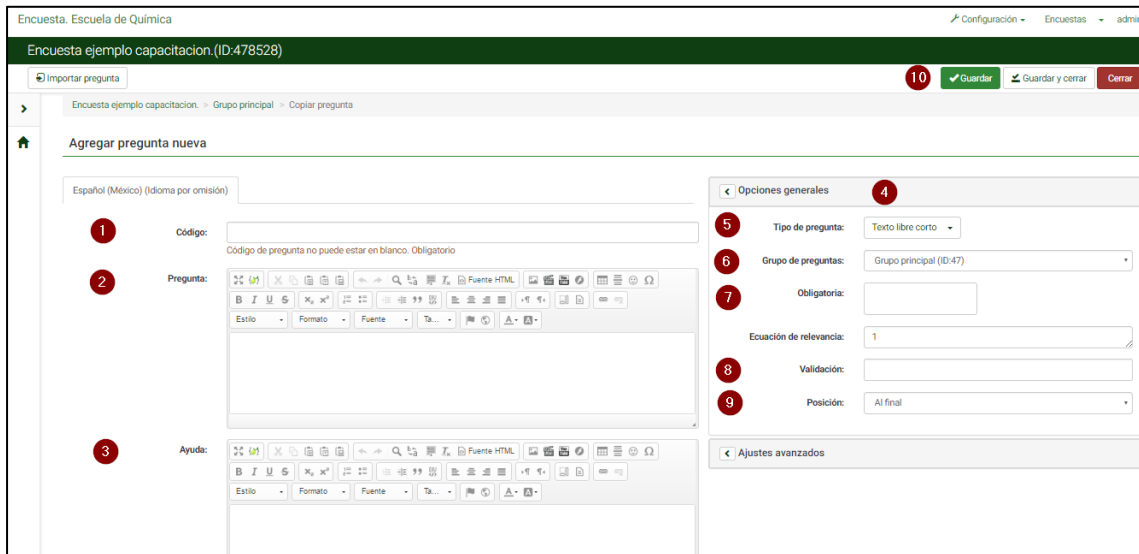 Encuesta. Escuela de Química
Configuración
Encuestas
admin
Encuesta ejemplo capacitacion.(ID:478528)
Importar pregunta
10
Guardar
Guardar y cerrar
Cerrar
Encuesta ejemplo capacitacion. > Grupo principal > Copiar pregunta
Agregar pregunta nueva
Español (México) (Idioma por omisión)
1
Código:
Código de pregunta no puede estar en blanco. Obligatorio
2
Pregunta:
Fuente HTML
B I U S
Estilo Formato Fuente Ta...
3
Ayuda:
Fuente HTML
B I U S
Estilo Formato Fuente Ta...
Opciones generales
4
5
Tipo de pregunta:
Texto libre corto
6
Grupo de preguntas:
Grupo principal (ID:47)
7
Obligatoria:
Ecuación de relevancia:
1
8
Validación:
9
Posición:
Al final
Ajustes avanzados